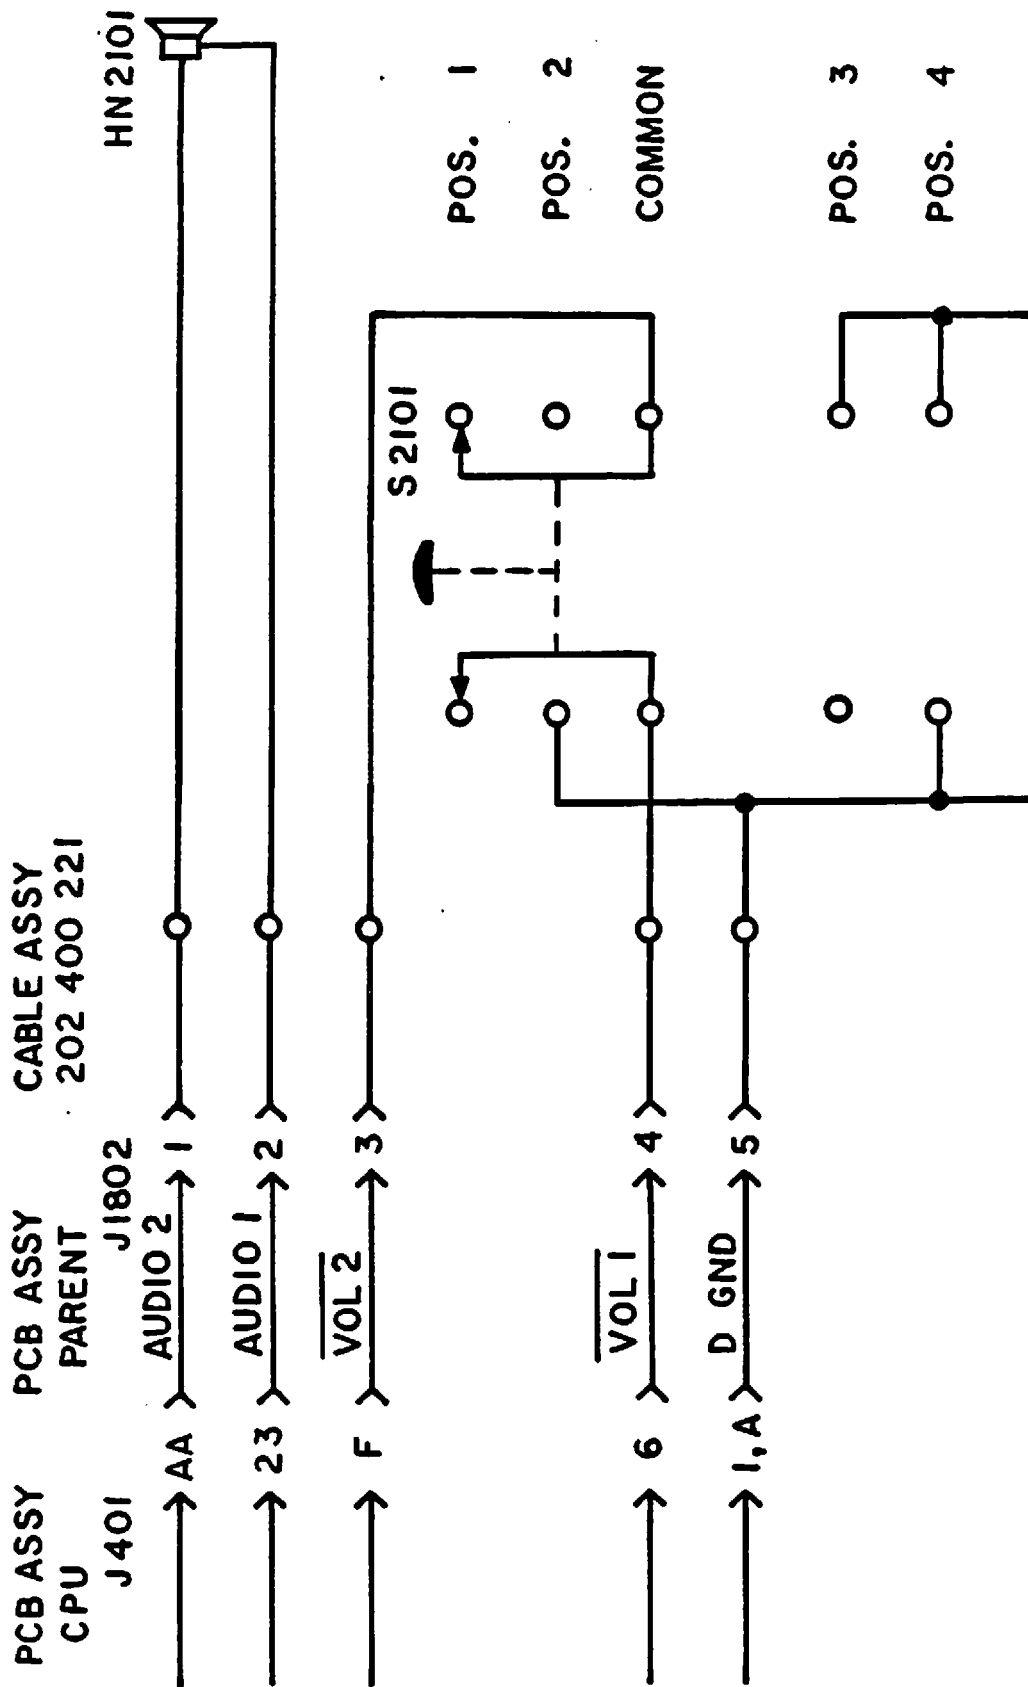 PCB ASSY
CPU
J401
PCB ASSY
PARENT
J1802
CABLE ASSY
202 400 221
HN2101
AA
AUDIO 2
1
23
AUDIO 1
2
F
VOL 2
3
S2101
POS. 1
POS. 2
6
VOL 1
4
COMMON
1,A
D GND
5
POS. 3
POS. 4